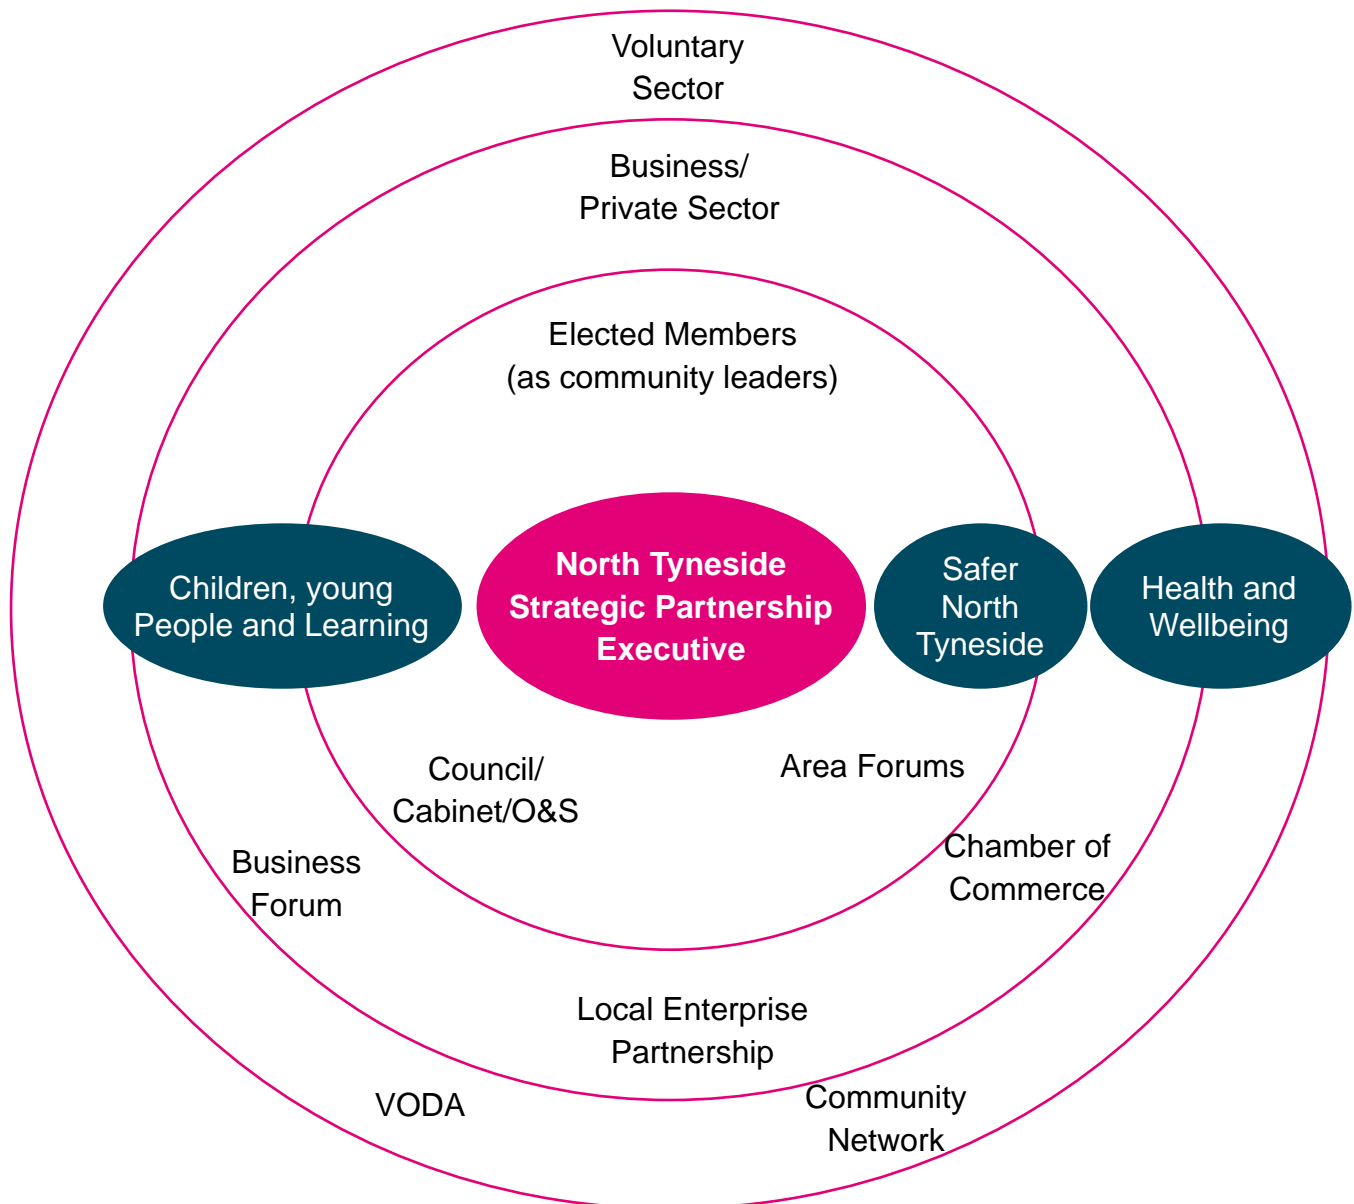 Voluntary
Sector
Business/
Private Sector
Elected Members
(as community leaders)
Children, young
People and Learning
North Tyneside
Strategic Partnership
Executive
Safer
North
Tyneside
Health and
Wellbeing
Council/
Cabinet/O&S
Area Forums
Business
Forum
Chamber of
Commerce
Local Enterprise
Partnership
VODA
Community
Network